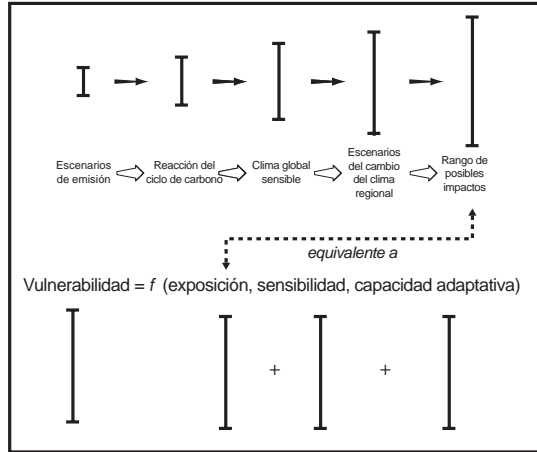 Escenarios
de emisión
Reacción del
ciclo de carbono
Clima global
sensible
Escenarios
del cambio
del clima
regional
Rango de
posibles
impactos
equivalente a
Vulnerabilidad = f (exposición, sensibilidad, capacidad adaptativa)
+ +